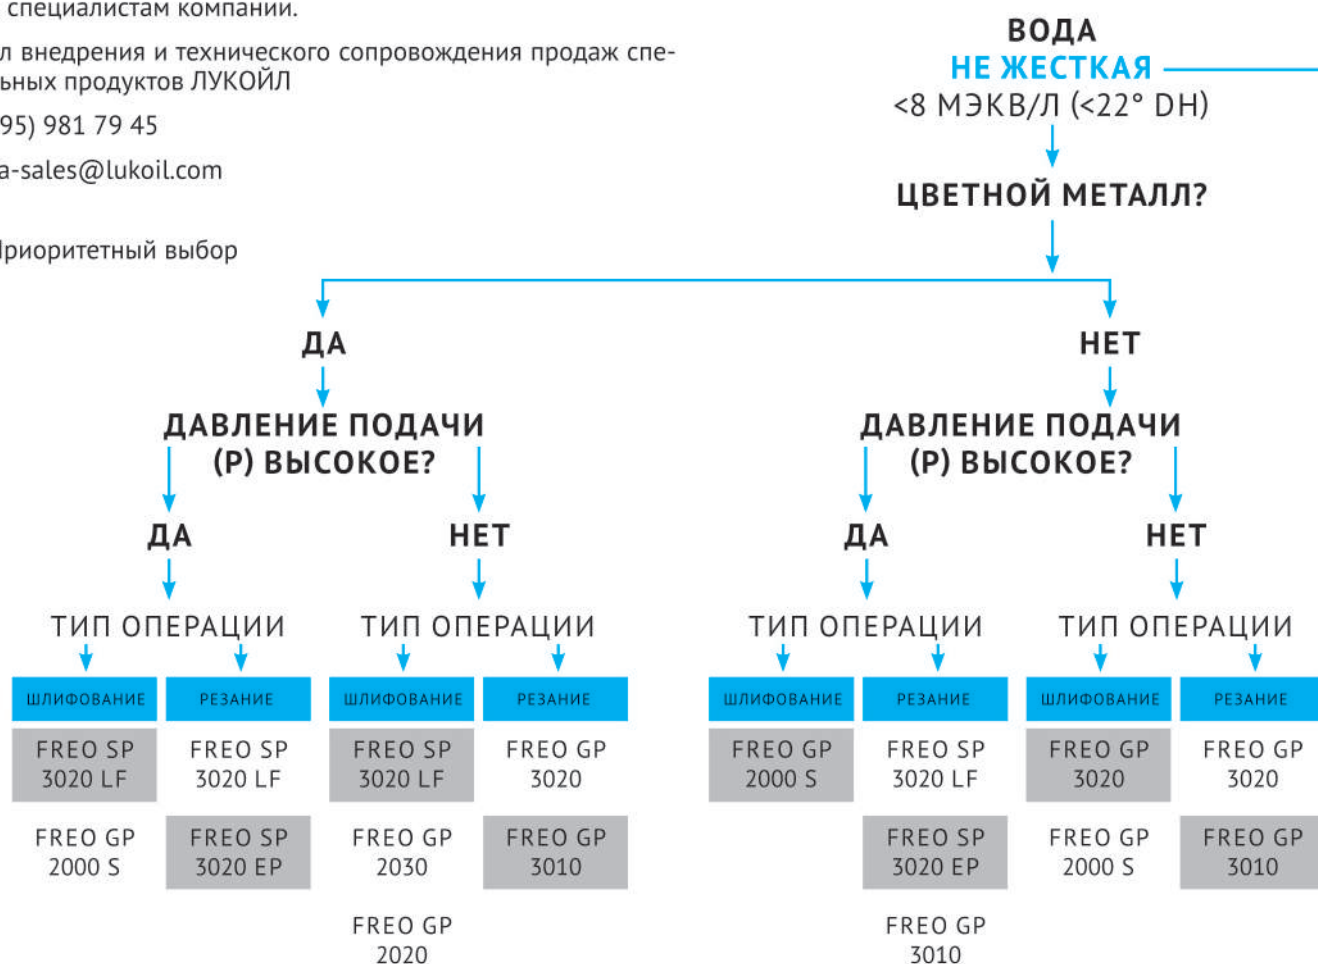 специалистам компании.
л внедрения и технического сопровождения продаж спе-
ьных продуктов ЛУКОЙЛ
95) 981 79 45
a-sales@lukoil.com
Приоритетный выбор
ВОДА
НЕ ЖЕСТКАЯ
<8 МЭКВ/Л (<22° DH)
ЦВЕТНОЙ МЕТАЛЛ?
ДА
НЕТ
ДАВЛЕНИЕ ПОДАЧИ
(P) ВЫСОКОЕ?
ДАВЛЕНИЕ ПОДАЧИ
(P) ВЫСОКОЕ?
ДА
НЕТ
ДА
НЕТ
ТИП ОПЕРАЦИИ
ТИП ОПЕРАЦИИ
ТИП ОПЕРАЦИИ
ТИП ОПЕРАЦИИ
ШЛИФОВАНИЕ
FREO SP
3020 LF
FREO GP
2000 S
РЕЗАНИЕ
FREO SP
3020 LF
FREO SP
3020 EP
ШЛИФОВАНИЕ
FREO SP
3020 LF
FREO GP
2030
FREO GP
2020
РЕЗАНИЕ
FREO GP
3020
FREO GP
3010
ШЛИФОВАНИЕ
FREO GP
2000 S
РЕЗАНИЕ
FREO SP
3020 LF
FREO SP
3020 EP
FREO GP
3010
ШЛИФОВАНИЕ
FREO GP
3020
FREO GP
2000 S
РЕЗАНИЕ
FREO GP
3020
FREO GP
3010